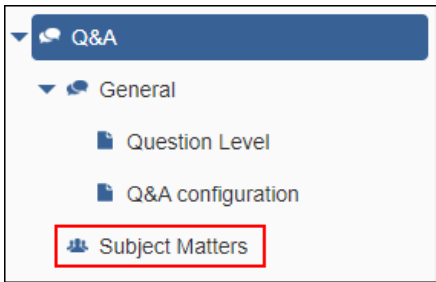 Q&A
General
Question Level
Q&A configuration
Subject Matters